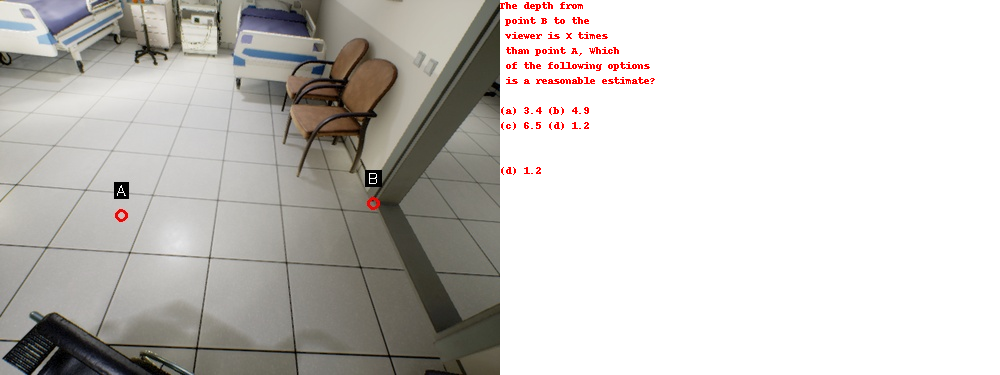 A
B
The depth from
point B to the
viewer is X times
than point A, Which
of the following options
is a reasonable estimate?
(a) 3.4 (b) 4.9
(c) 6.5 (d) 1.2
(d) 1.2